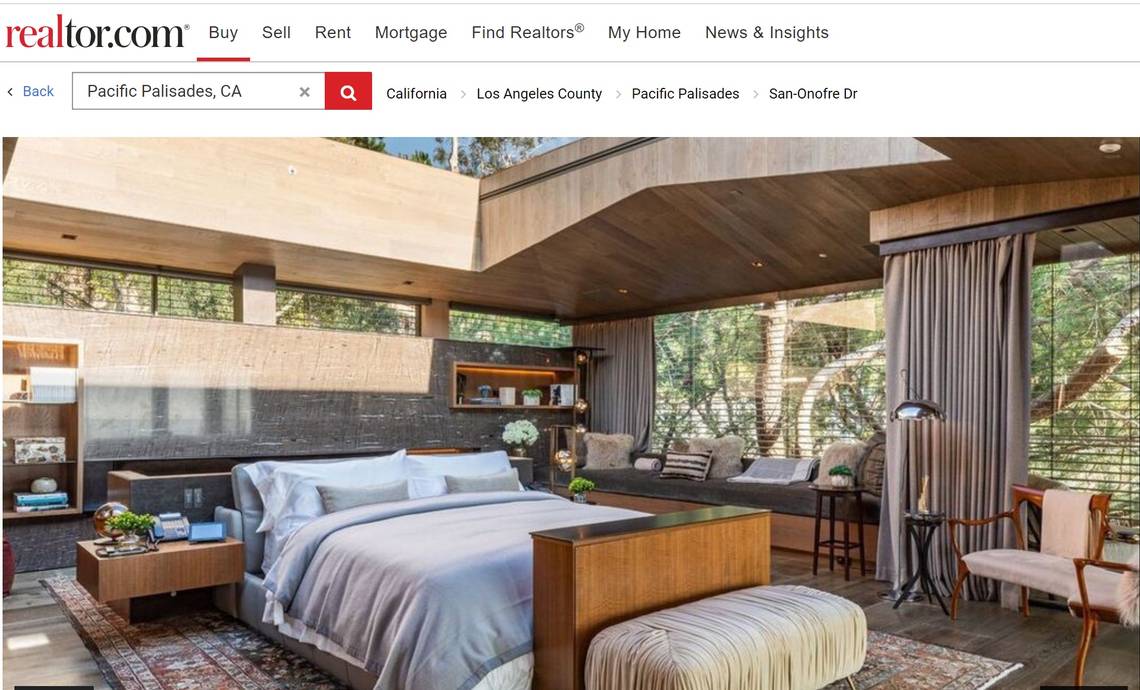 realtor.com® Buy Sell Rent Mortgage Find Realtors® My Home News & Insights
< Back Pacific Palisades, CA × California > Los Angeles County > Pacific Palisades > San-Onofre Dr